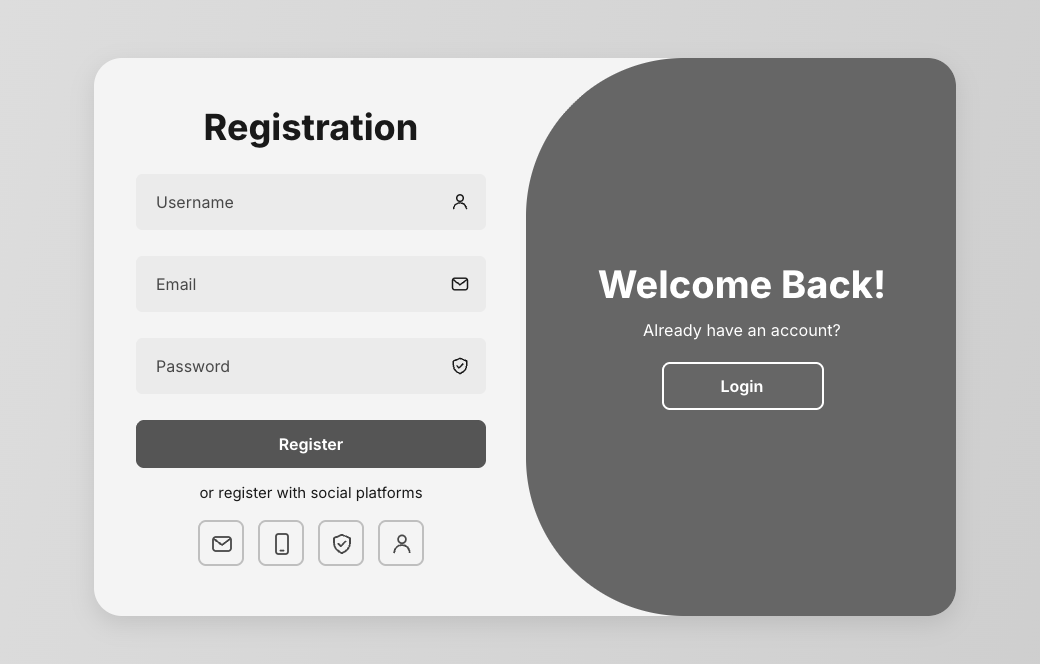 Registration
Username
Email
Password
Register
or register with social platforms
Welcome Back!
Already have an account?
Login